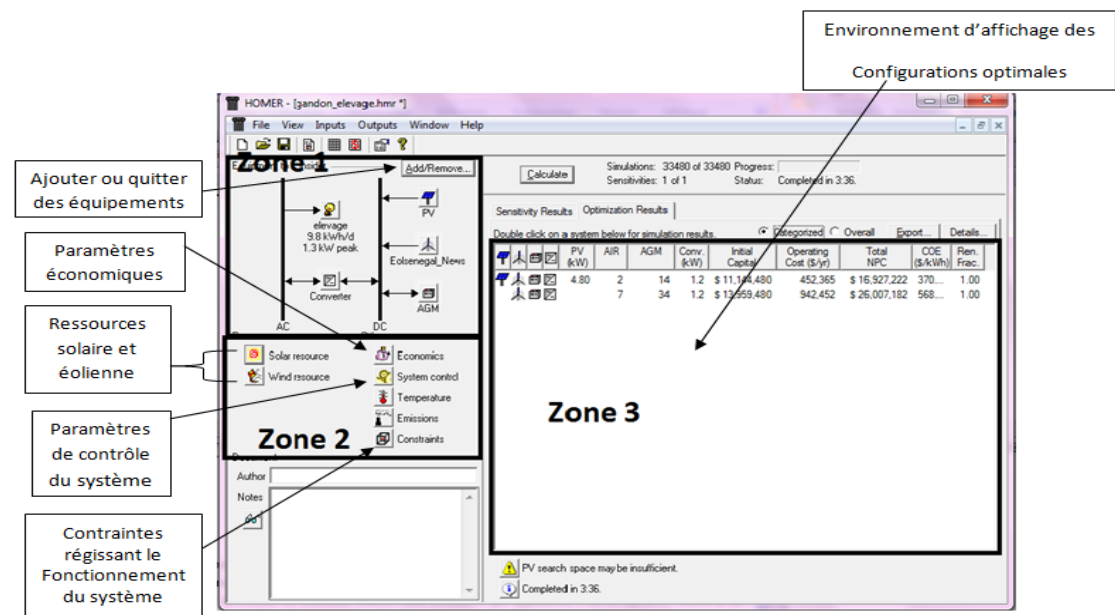 Environnement d'affichage des
Configurations optimales
HOMER - [gandon_elevage.hmr *]
File View Inputs Outputs Window Help
Zone 1
Add/Remove...
Calculate
Simulations: 33480 of 33480 Progress:
Sensitivities: 1 of 1 Status: Completed in 3:36.
Ajouter ou quitter
des équipements
PV
elevage
9.8 kWh/d
1.3 kW peak
Eolsenegal_News
Converter
AGM
AC DC
Sensitivity Results Optimization Results
Double click on a system below for simulation results.
Categorized Overall Export... Details...
PV (kW) AIR AGM Conv. (kW) Initial Capital Operating Cost ($/yr) Total NPC COE ($/kWh) Ren. Frac.
4.80 2 14 1.2 $ 11,144,480 452,365 $ 16,927,222 370.... 1.00
7 34 1.2 $ 13,959,480 942,452 $ 26,007,182 568.... 1.00
Paramètres
économiques
Ressources
solaire et
éolienne
Paramètres
de contrôle
du système
Contraintes
régissant le
Fonctionnement
du système
Solar resource
Wind resource
Economics
System control
Temperature
Emissions
Constraints
Zone 2
Zone 3
Author
Notes
PV search space may be insufficient.
Completed in 3:36.